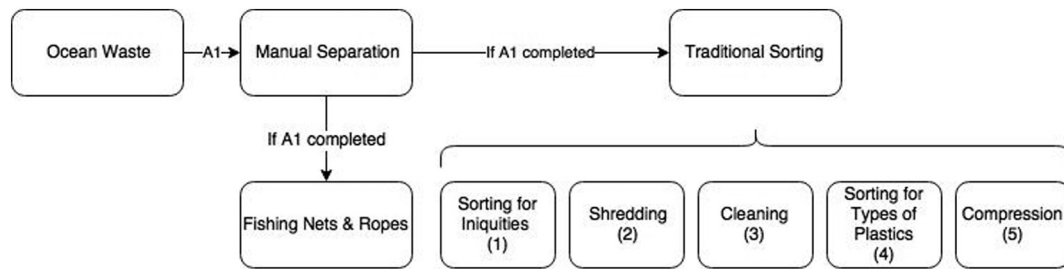 Ocean Waste
A1
Manual Separation
If A1 completed
Traditional Sorting
If A1 completed
Fishing Nets & Ropes
Sorting for
Iniquities
(1)
Shredding
(2)
Cleaning
(3)
Sorting for
Types of
Plastics
(4)
Compression
(5)